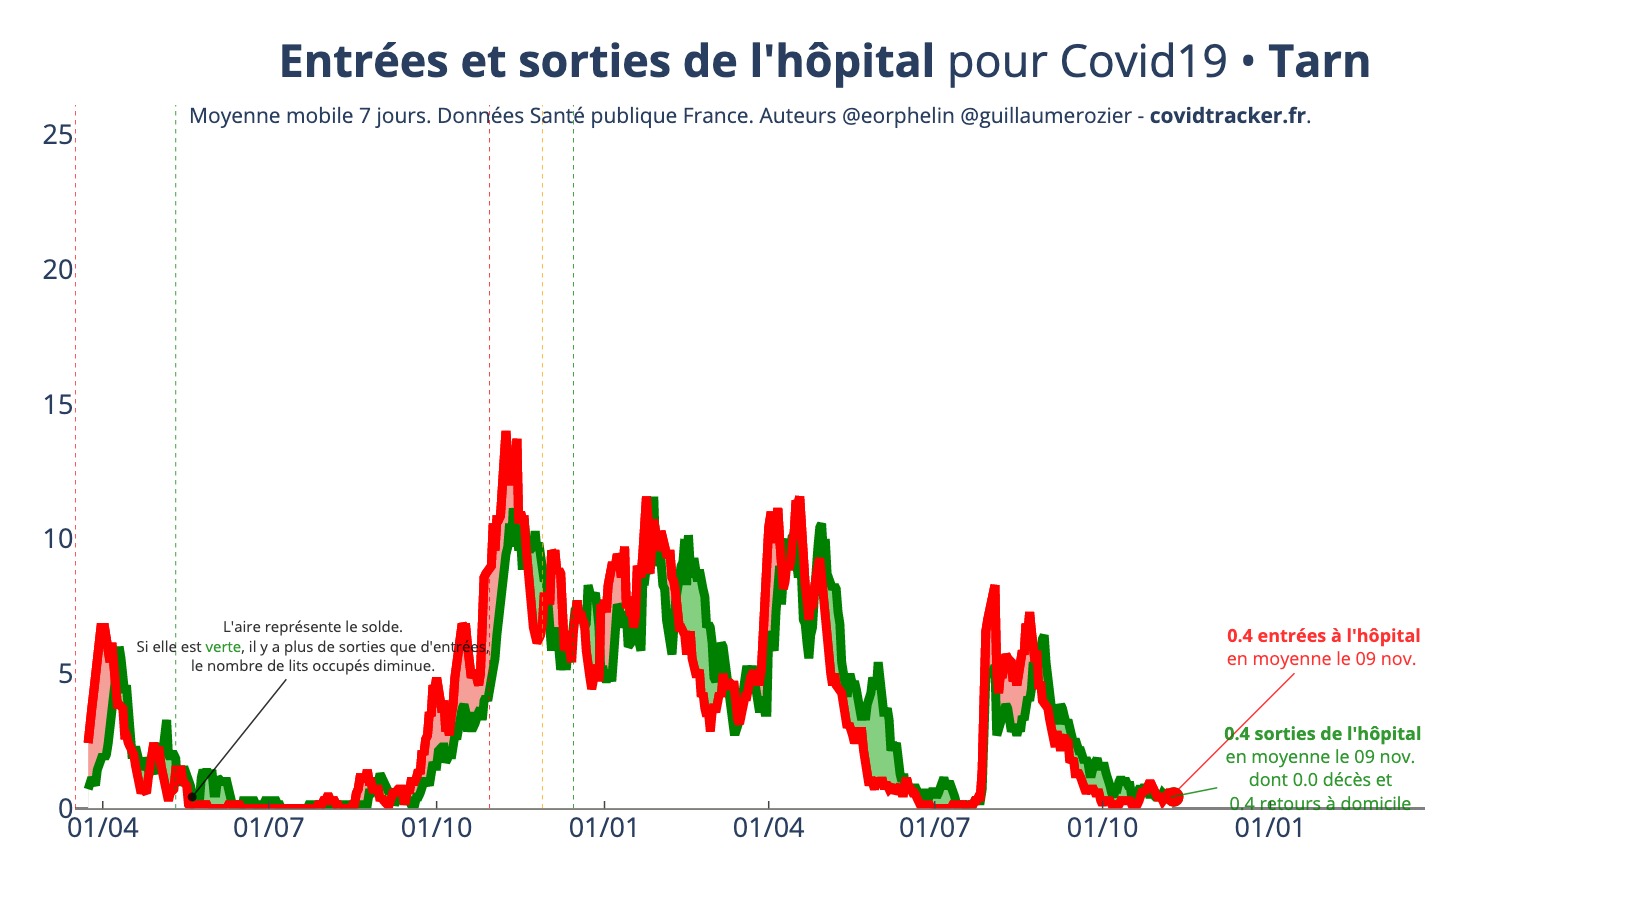 Entrées et sorties de l'hôpital pour Covid19 • Tarn
Moyenne mobile 7 jours. Données Santé publique France. Auteurs @eorphelin @guillaumerozier - covidtracker.fr.
25
20
15
10
5
0
L'aire représente le solde.
Si elle est verte, il y a plus de sorties que d'entrées,
le nombre de lits occupés diminue.
0.4 entrées à l'hôpital
en moyenne le 09 nov.
0.4 sorties de l'hôpital
en moyenne le 09 nov.
dont 0.0 décès et
0.4 retours à domicile
01/04 01/07 01/10 01/01 01/04 01/07 01/10 01/01